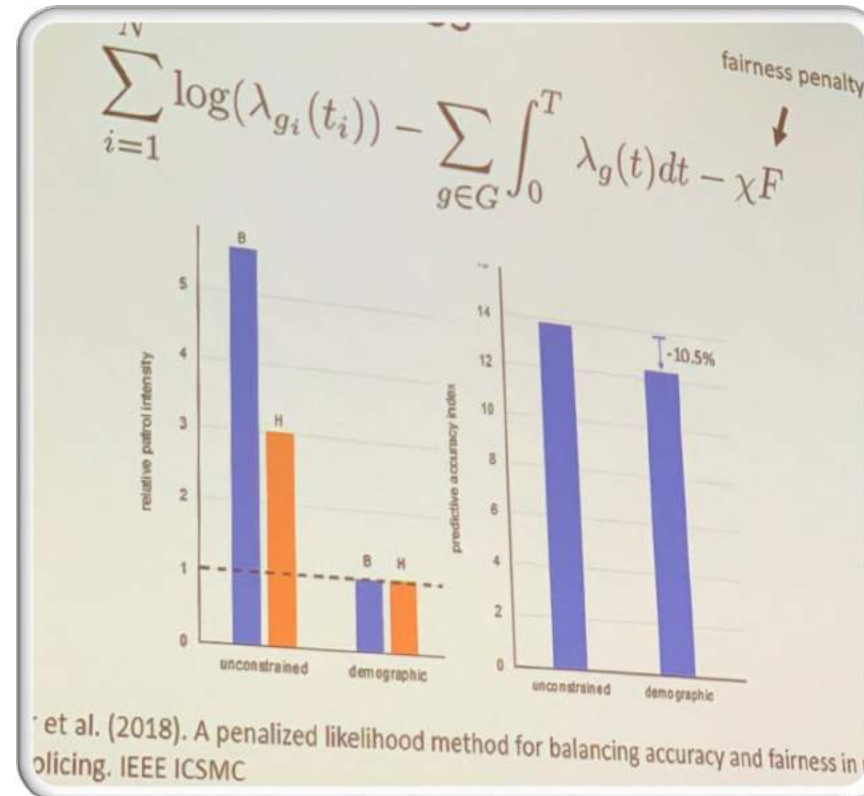 fairness penalty
N
∑ log(λ_{g_i}(t_i)) − ∑ ∫_0^T λ_g(t)dt − χF
i=1
g∈G
relative patrol intensity
5
4
3
2
1
0
B
H
B H
unconstrained demographic
predictive accuracy index
14
12
10
8
6
4
2
0
-10.5%
unconstrained demographic
et al. (2018). A penalized likelihood method for balancing accuracy and fairness in
olicing. IEEE ICSMC